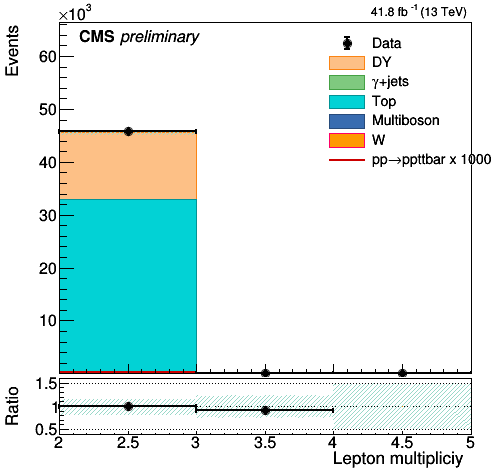 ×10³
41.8 fb⁻¹ (13 TeV)
Events
CMS preliminary
Data
DY
γ+jets
Top
Multiboson
W
pp→ppttbar x 1000
60
50
40
30
20
10
Ratio
1.5
1
0.5
2 2.5 3 3.5 4 4.5 5
Lepton multipliciy